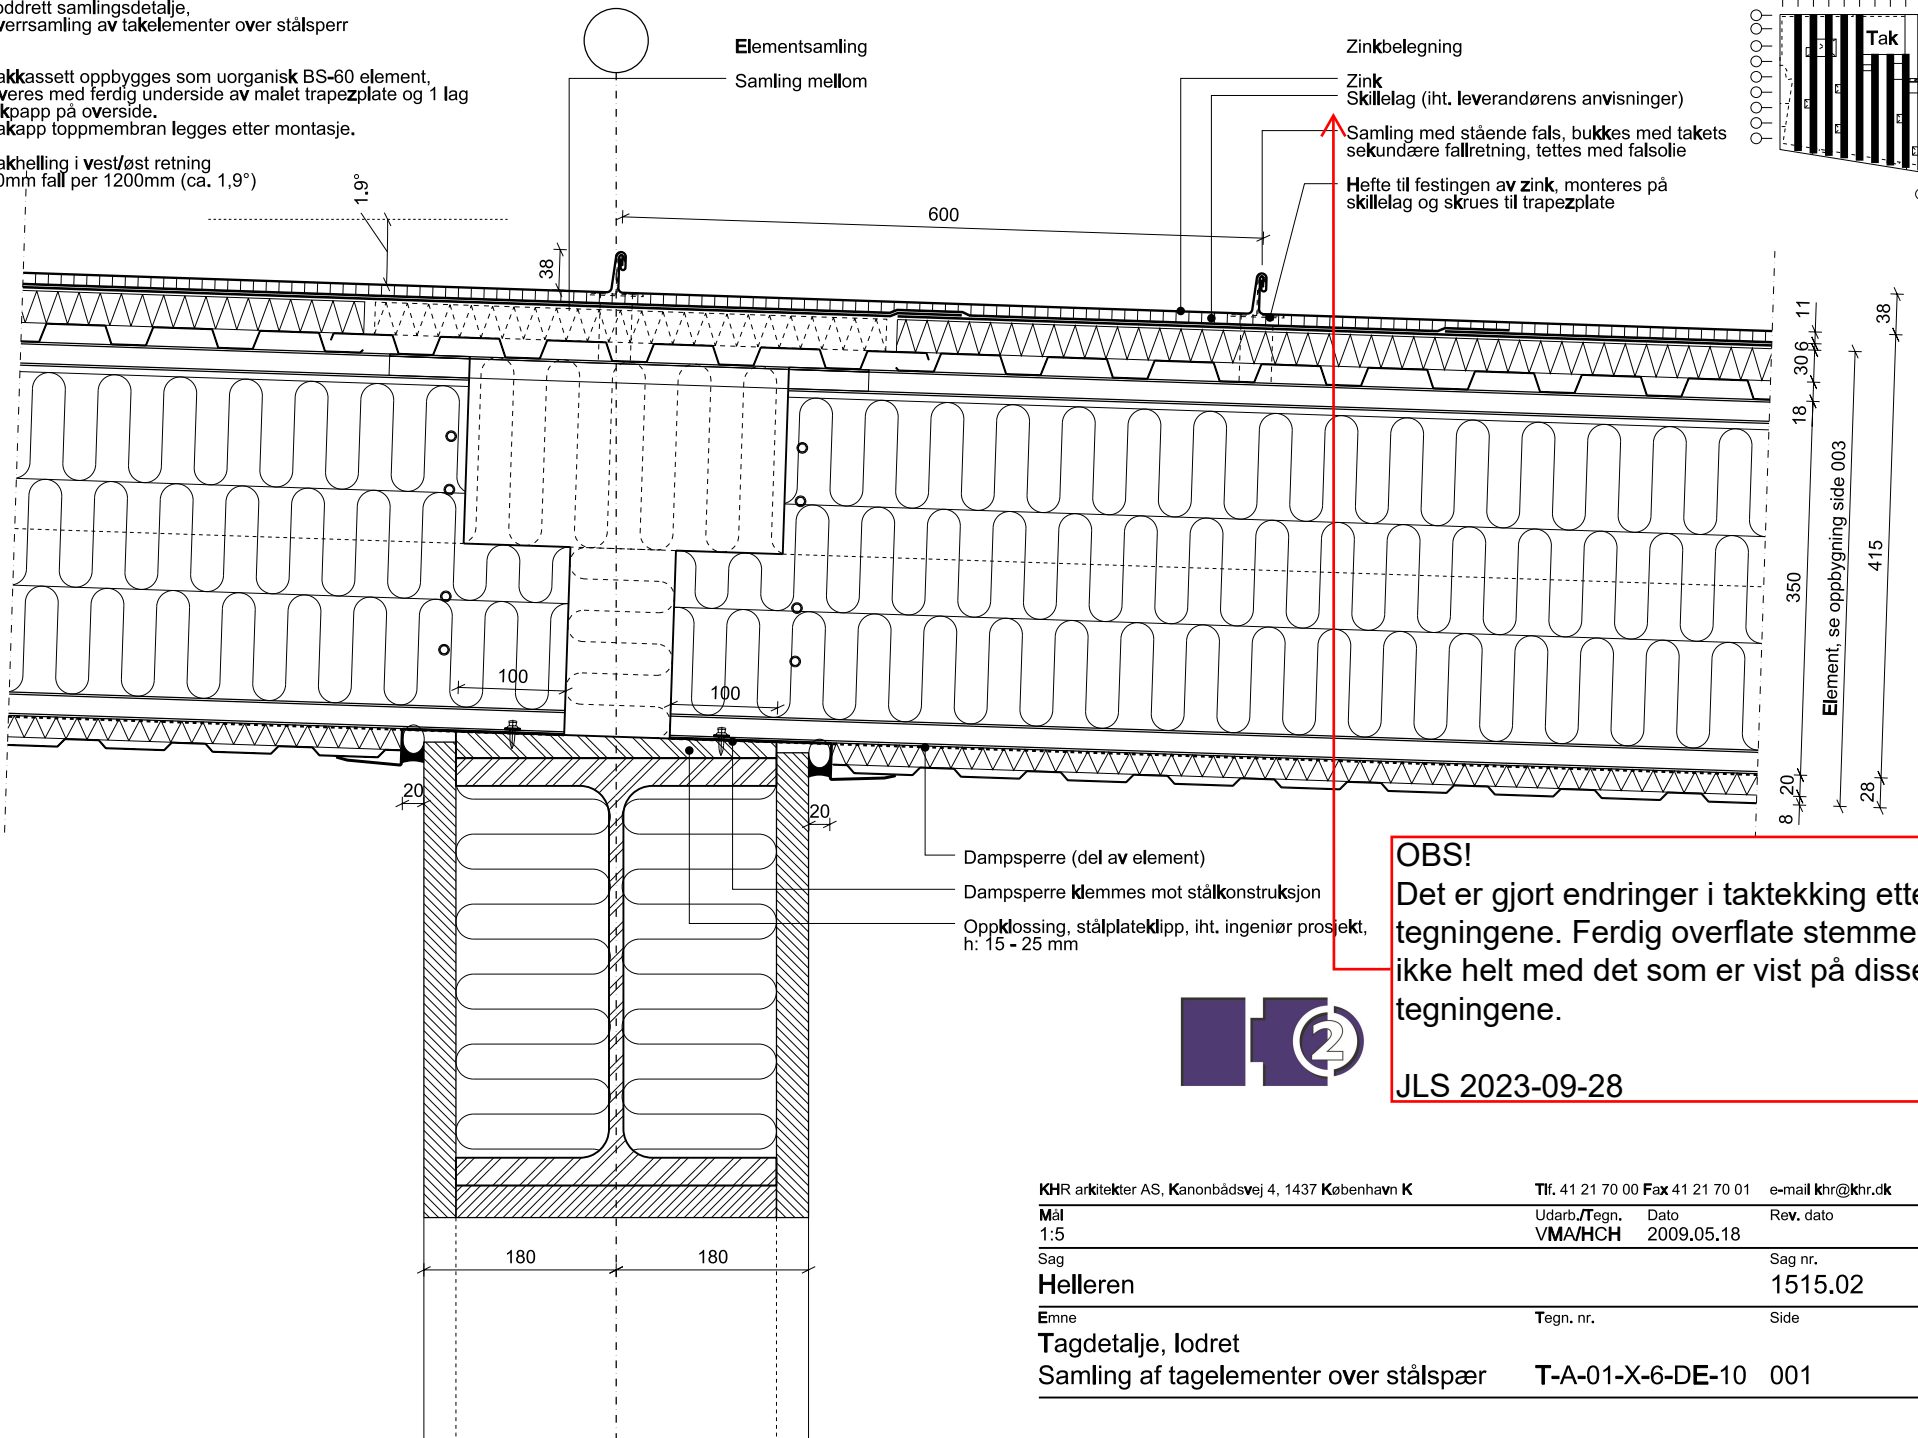 samlingsdetalje,
av takelementer over stålsperr
oppbygges som uorganisk BS-60 element,
med ferdig underside av malet trapezplate og 1 lag
på overside.
toppmembran legges etter montasje.
i vest/øst retning
fall per 1200mm (ca. 1,9°)
Elementsamling
Samling mellom
Zinkbelegning
Zink
Skillelag (iht. leverandørens anvisninger)
Samling med stående fals, bukkes med takets
sekundære fallretning, tettes med falsolie
Hefte til festingen av zink, monteres på
skillelag og skrues til trapezplate
Tak
1.9°
38
600
11
38
6
30
18
350
415
Element, se oppbygning side 003
20
28
8
100
100
20
20
Dampsperre (del av element)
Dampsperre klemmes mot stålkonstruksjon
Oppklossing, stålplateklipp, iht. ingeniør prosjekt,
h: 15 - 25 mm
OBS!
Det er gjort endringer i taktekking
tegningene. Ferdig overflate
ikke helt med det som er vist på disse
tegningene.
JLS 2023-09-28
2
180
180
KHR arkitekter AS, Kanonbådsvej 4, 1437 København K
Tlf. 41 21 70 00 Fax 41 21 70 01 e-mail khr@khr.dk
Mål
1:5
Udarb./Tegn.
VMA/HCH
Dato
2009.05.18
Rev. dato
Sag
Helleren
Sag nr.
1515.02
Emne
Tagdetalje, lodret
Samling af tagelementer over stålspær
Tegn. nr.
T-A-01-X-6-DE-10
Side
001